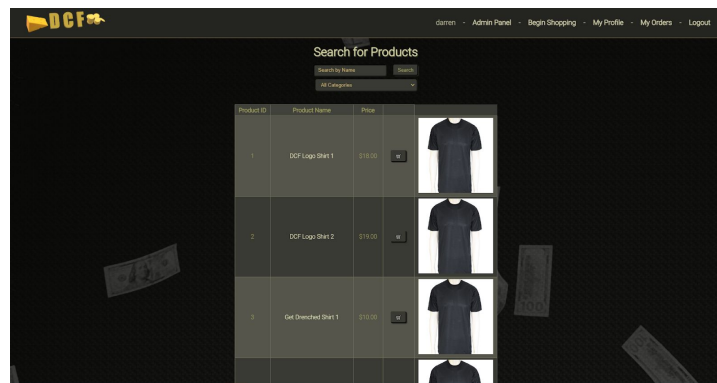 DCF
darren - Admin Panel - Begin Shopping - My Profile - My Orders - Logout
Search for Products
Search by Name Search
All Categories
Product ID Product Name Price
1 DCF Logo Shirt 1 $18.00
2 DCF Logo Shirt 2 $19.00
3 Get Drenched Shirt 1 $10.00
100